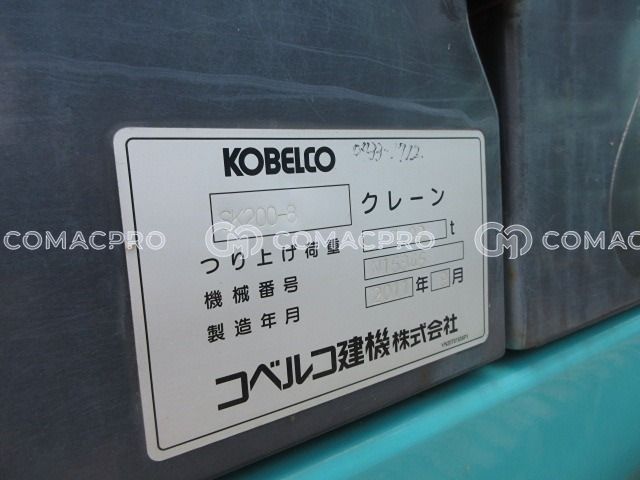 KOBELCO
SK200-8 クレーン
つり上げ荷重 t
機械番号
製造年月 年 月
コベルコ建機株式会社
COMACPRO COMACPRO COMACPRO